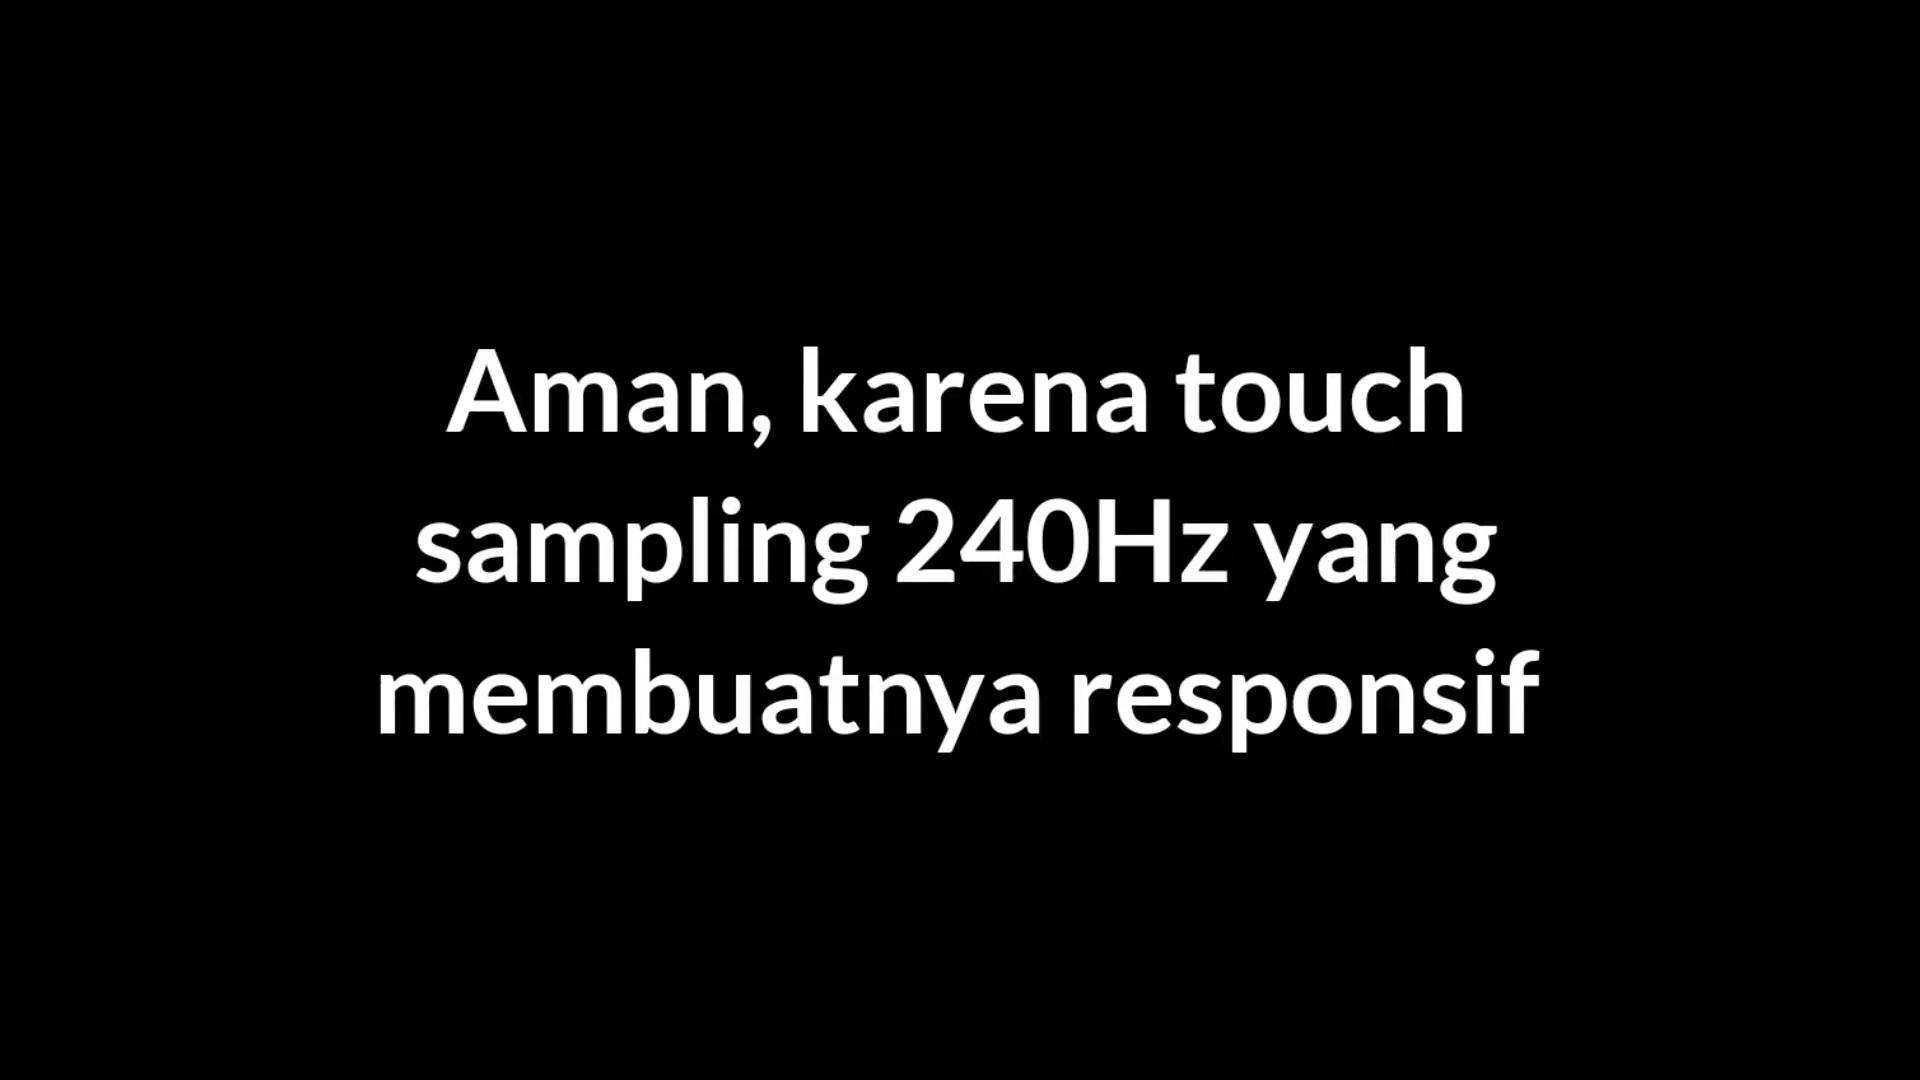 Aman, karena touch
sampling 240Hz yang
membuatnya responsif